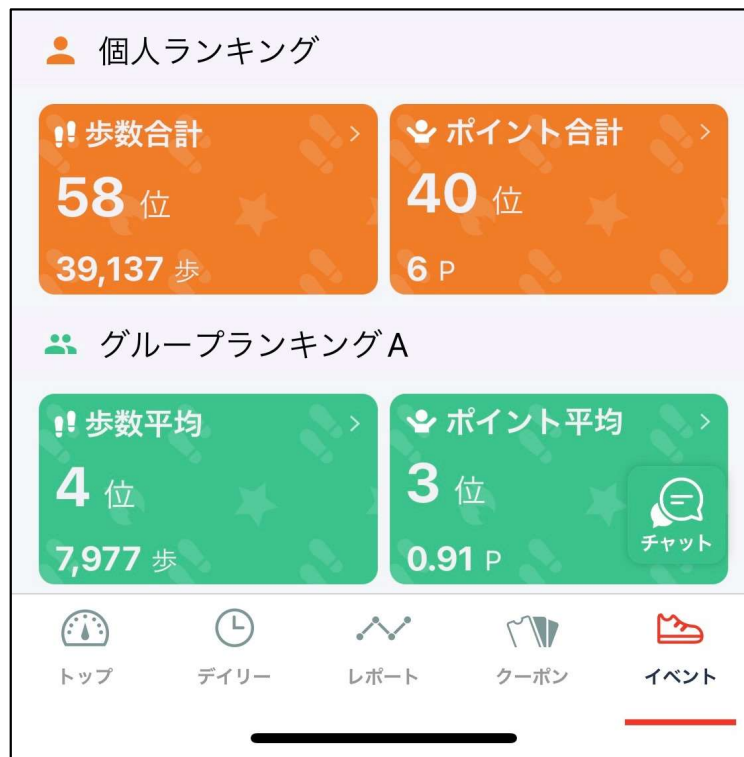 個人ランキング
歩数合計
58 位
39,137 歩
ポイント合計
40 位
6 P
グループランキング A
歩数平均
4 位
7,977 歩
ポイント平均
3 位
0.91 P
チャット
トップ
デイリー
レポート
クーポン
イベント